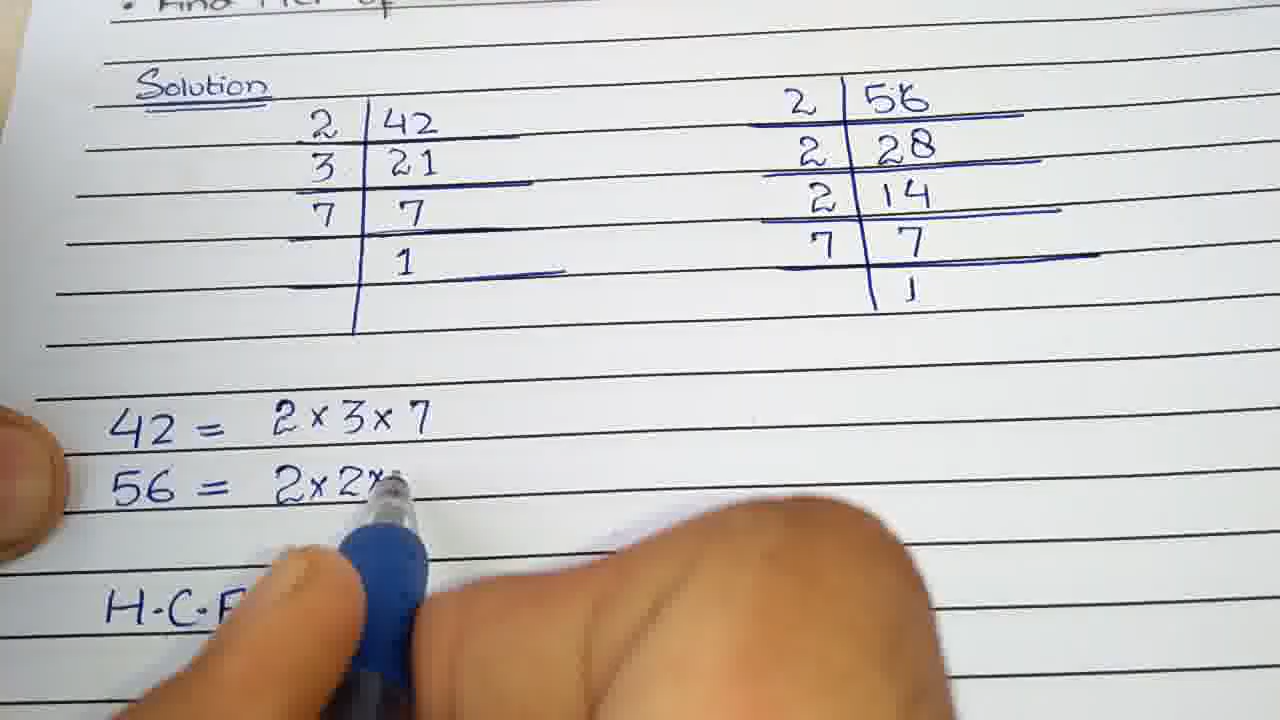 Solution
2 | 42
3 | 21
7 | 7
1
2 | 56
2 | 28
2 | 14
7 | 7
1
42 = 2 × 3 × 7
56 = 2 × 2 ×
H.C.F